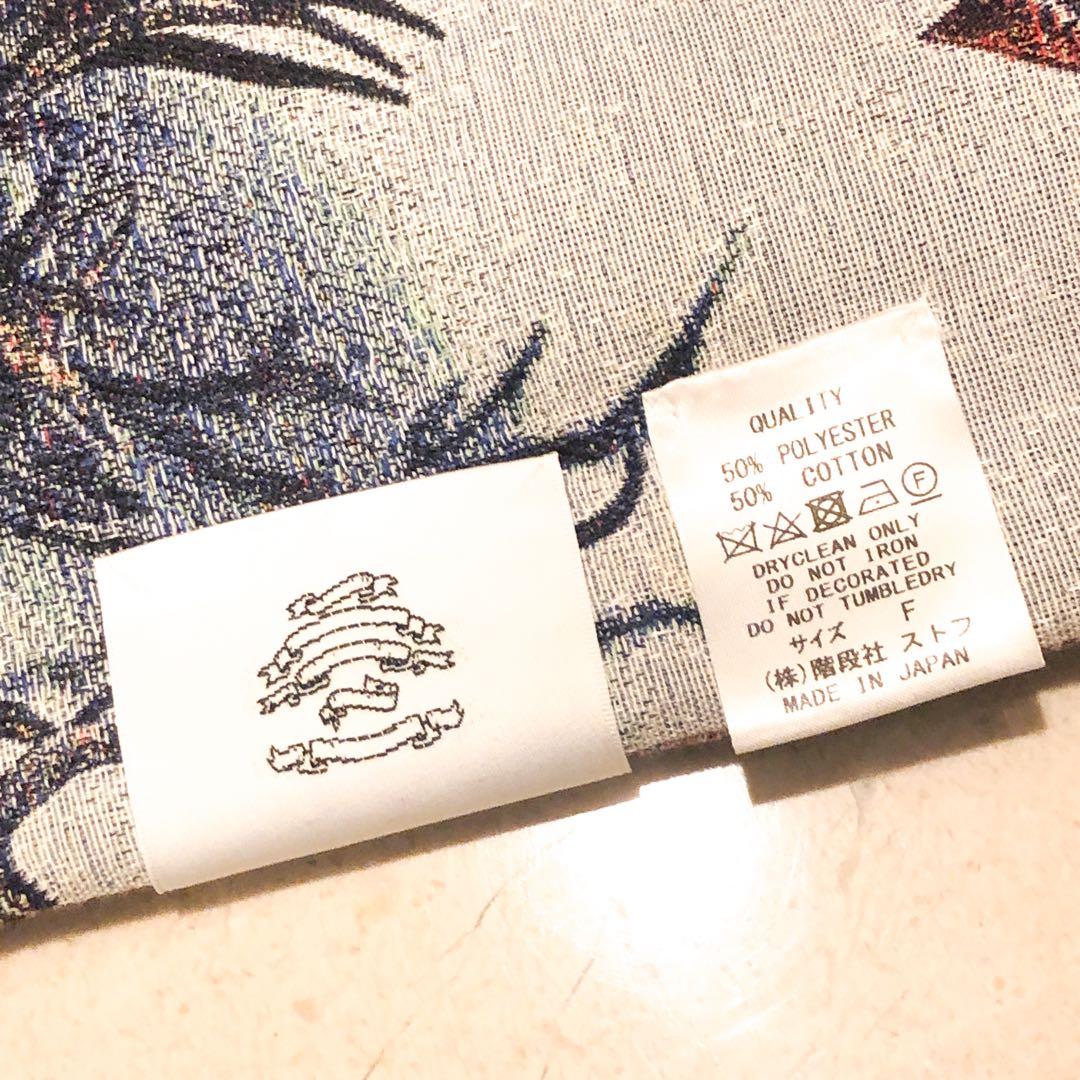 QUALITY
50% POLYESTER
50% COTTON
F
DRYCLEAN ONLY
DO NOT IRON
IF DECORATED
DO NOT TUMBLEDRY
サイズ F
(株)階段社 ストフ
MADE IN JAPAN